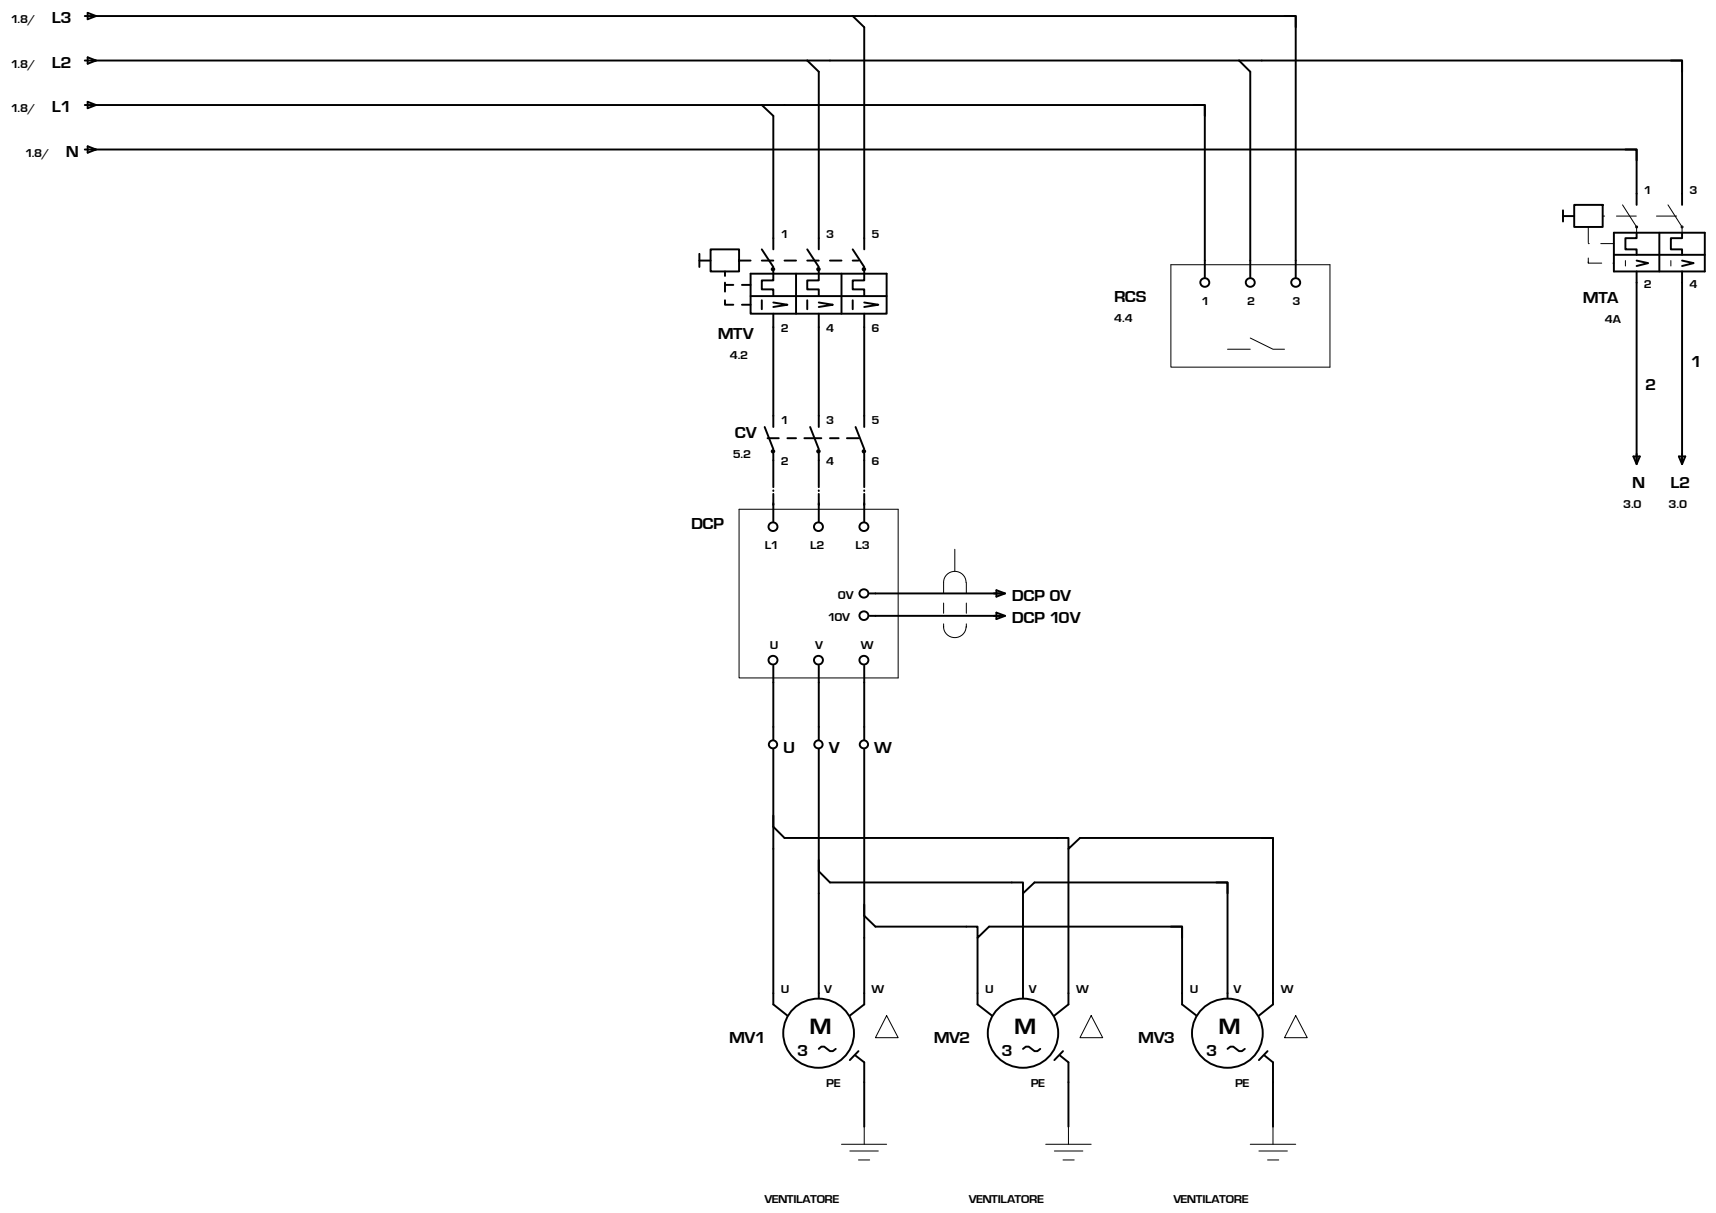 1.8/ L3
1.8/ L2
1.8/ L1
1.8/ N
1 3
1 3 5
RCS
4.4
1 2 3
2 4
MTA
4A
MTV
4.2
2 4 6
1
2
CV
5.2
1 3 5
2 4 6
N L2
3.0 3.0
DCP
L1 L2 L3
0V DCP 0V
10V DCP 10V
U V W
U V W
U V W U V W U V W
MV1 M 3 MV2 M 3 MV3 M 3
PE PE PE
VENTILATORE VENTILATORE VENTILATORE